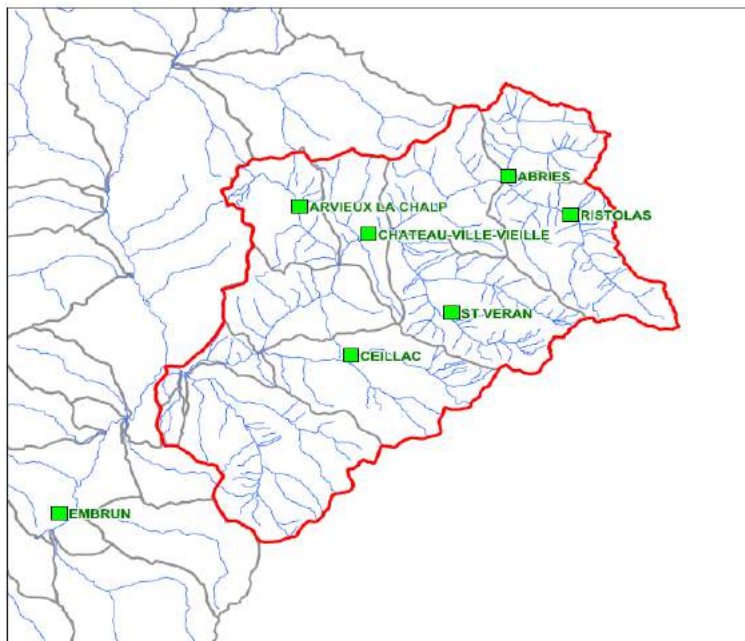 ABRIES
ARVIEUX LA CHALP
RISTOLAS
CHATEAU-VILLE-VIEILLE
ST VERAN
CEILLAC
EMBRUN